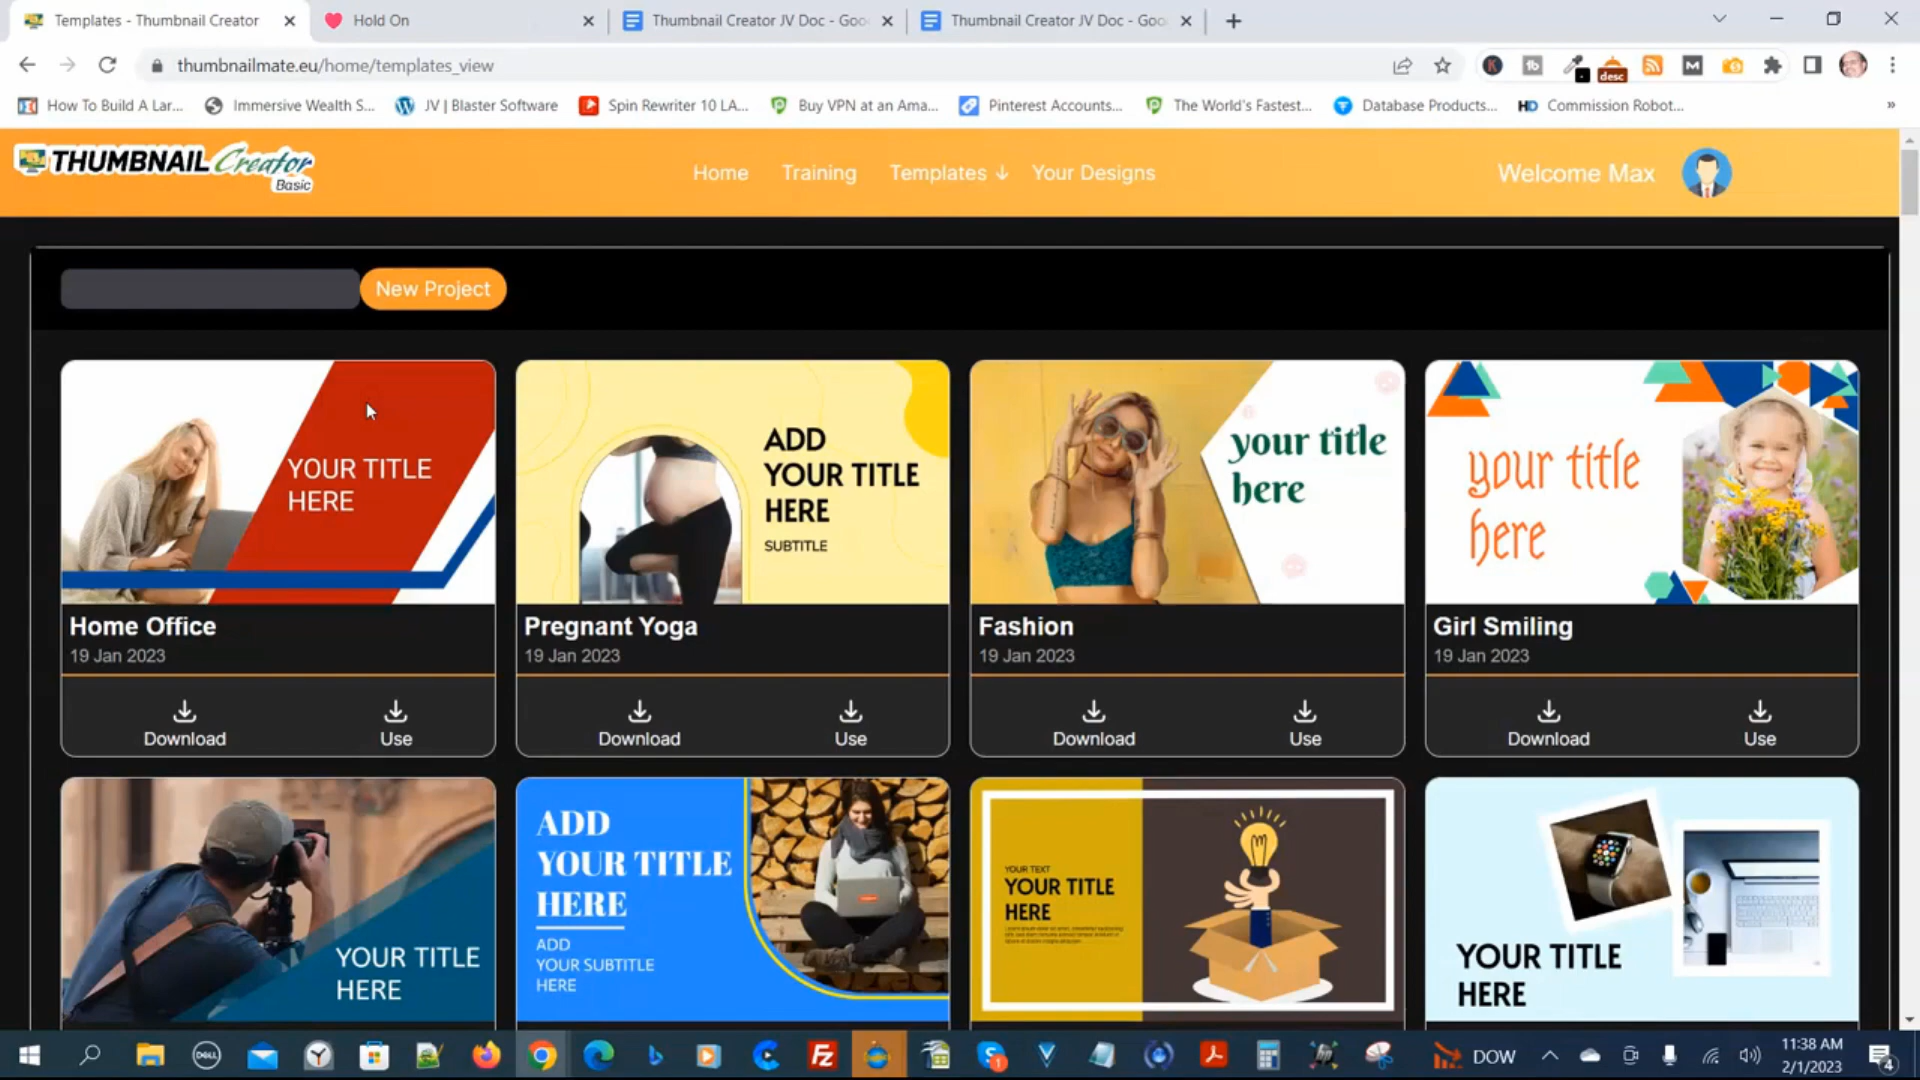 Templates - Thumbnail Creator
Hold On
Thumbnail Creator JV Doc - Goo
Thumbnail Creator JV Doc - Goo
thumbnailmate.eu/home/templates_view
desc
How To Build A Lar...
Immersive Wealth S...
JV | Blaster Software
Spin Rewriter 10 LA...
Buy VPN at an Ama...
Pinterest Accounts...
The World's Fastest...
Database Products...
HD
Commission Robot...
THUMBNAIL Creator
Basic
Home
Training
Templates ↓
Your Designs
Welcome Max
New Project
YOUR TITLE
HERE
ADD
YOUR TITLE
HERE
SUBTITLE
your title
here
your title
here
Home Office
19 Jan 2023
Pregnant Yoga
19 Jan 2023
Fashion
19 Jan 2023
Girl Smiling
19 Jan 2023
Download
Use
Download
Use
Download
Use
Download
Use
YOUR TITLE
HERE
ADD
YOUR TITLE
HERE
ADD
YOUR SUBTITLE
HERE
YOUR TEXT
YOUR TITLE
HERE
YOUR TITLE
HERE
DELL
DOW
11:38 AM
2/1/2023
4